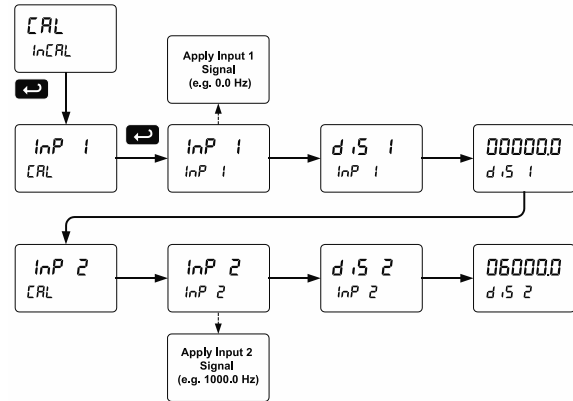 CAL
InCAL
Apply Input 1
Signal
(e.g. 0.0 Hz)
InP 1
CAL
InP 1
InP 1
diS 1
InP 1
00000.0
diS 1
InP 2
CAL
InP 2
InP 2
diS 2
InP 2
06000.0
diS 2
Apply Input 2
Signal
(e.g. 1000.0 Hz)